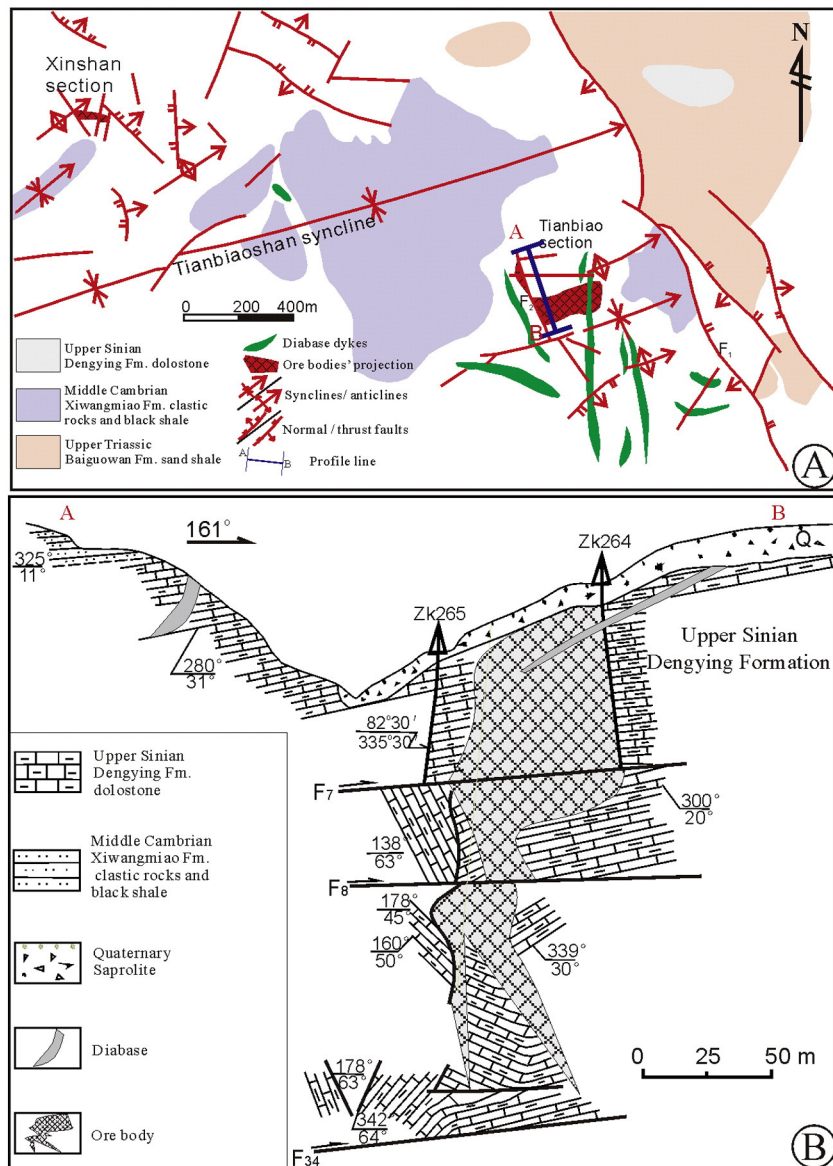 N
Xinshan
section
Tianbiaoshan syncline
Tianbiao
section
A
F2
B
F1
0 200 400m
Upper Sinian
Dengying Fm. dolostone
Middle Cambrian
Xiwangmiao Fm. clastic
rocks and black shale
Upper Triassic
Baiguowan Fm. sand shale
Diabase dykes
Ore bodies' projection
Synclines/ anticlines
Normal / thrust faults
A B Profile line
A
A
B
161°
325°
11°
Q
Zk264
Zk265
Upper Sinian
Dengying Formation
280°
31°
82°30′
335°30′
F7
300°
20°
138°
63°
F8
178°
45°
160°
50°
339°
30°
178°
63°
342
64°
F34
Upper Sinian
Dengying Fm.
dolostone
Middle Cambrian
Xiwangmiao Fm.
clastic rocks and
black shale
Quaternary
Saprolite
Diabase
Ore body
0 25 50 m
B